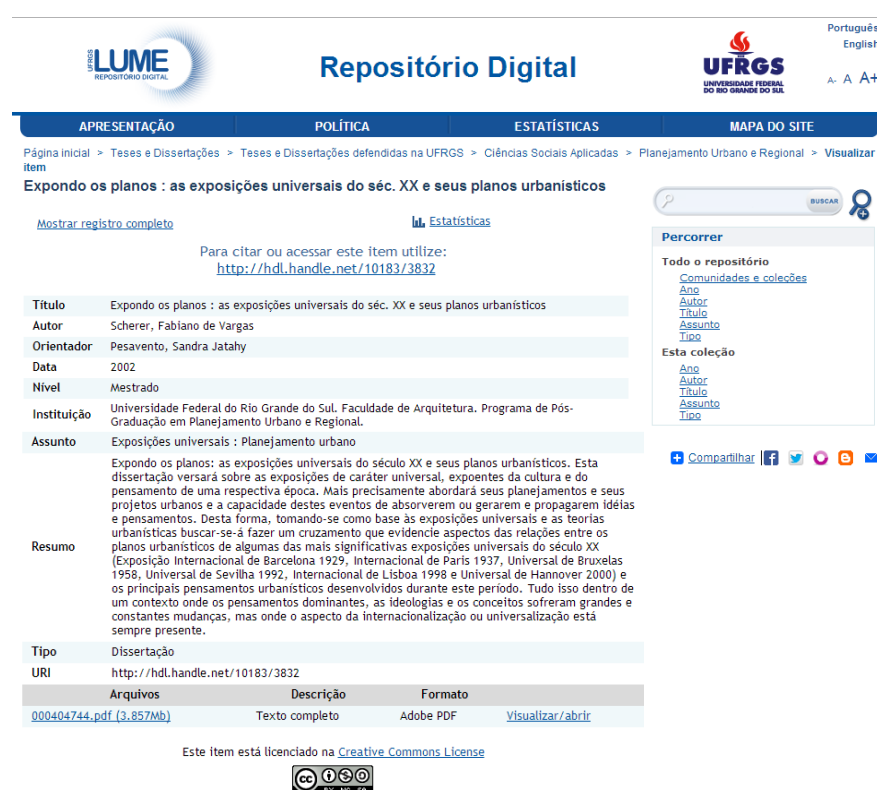 Português
English
UFRGS
LUME
REPOSITÓRIO DIGITAL
Repositório Digital
UFRGS
UNIVERSIDADE FEDERAL
DO RIO GRANDE DO SUL
A- A A+
APRESENTAÇÃO POLÍTICA ESTATÍSTICAS MAPA DO SITE
Página inicial > Teses e Dissertações > Teses e Dissertações defendidas na UFRGS > Ciências Sociais Aplicadas > Planejamento Urbano e Regional > Visualizar
item
Expondo os planos : as exposições universais do séc. XX e seus planos urbanísticos
Mostrar registro completo
Estatísticas
Para citar ou acessar este item utilize:
http://hdl.handle.net/10183/3832
Título Expondo os planos : as exposições universais do séc. XX e seus planos urbanísticos
Autor Scherer, Fabiano de Vargas
Orientador Pesavento, Sandra Jatahy
Data 2002
Nível Mestrado
Instituição Universidade Federal do Rio Grande do Sul. Faculdade de Arquitetura. Programa de Pós-
Graduação em Planejamento Urbano e Regional.
Assunto Exposições universais : Planejamento urbano
Resumo
Expondo os planos: as exposições universais do século XX e seus planos urbanísticos. Esta
dissertação versará sobre as exposições de caráter universal, expoentes da cultura e do
pensamento de uma respectiva época. Mais precisamente abordará seus planejamentos e seus
projetos urbanos e a capacidade destes eventos de absorverem ou gerarem e propagarem idéias
e pensamentos. Desta forma, tomando-se como base às exposições universais e as teorias
urbanísticas buscar-se-á fazer um cruzamento que evidencie aspectos das relações entre os
planos urbanísticos de algumas das mais significativas exposições universais do século XX
(Exposição Internacional de Barcelona 1929, Internacional de Paris 1937, Universal de Bruxelas
1958, Universal de Sevilha 1992, Internacional de Lisboa 1998 e Universal de Hannover 2000) e
os principais pensamentos urbanísticos desenvolvidos durante este período. Tudo isso dentro de
um contexto onde os pensamentos dominantes, as ideologias e os conceitos sofreram grandes e
constantes mudanças, mas onde o aspecto da internacionalização ou universalização está
sempre presente.
Tipo Dissertação
URI http://hdl.handle.net/10183/3832
Arquivos Descrição Formato
000404744.pdf (3.857Mb) Texto completo Adobe PDF Visualizar/abrir
Este item está licenciado na Creative Commons License
cc
BUSCAR
Percorrer
Todo o repositório
Comunidades e coleções
Ano
Autor
Título
Assunto
Tipo
Esta coleção
Ano
Autor
Título
Assunto
Tipo
Compartilhar